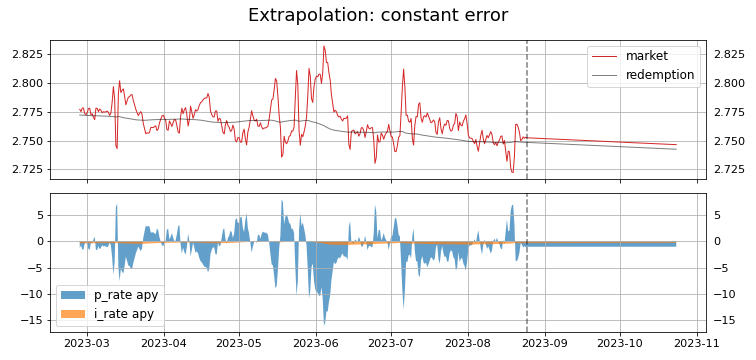 Extrapolation: constant error
2.825 2.825
2.800 2.800
2.775 2.775
2.750 2.750
2.725 2.725
market
redemption
5 5
0 0
−5 −5
−10 −10
−15 −15
p_rate apy
i_rate apy
2023-03 2023-04 2023-05 2023-06 2023-07 2023-08 2023-09 2023-10 2023-11